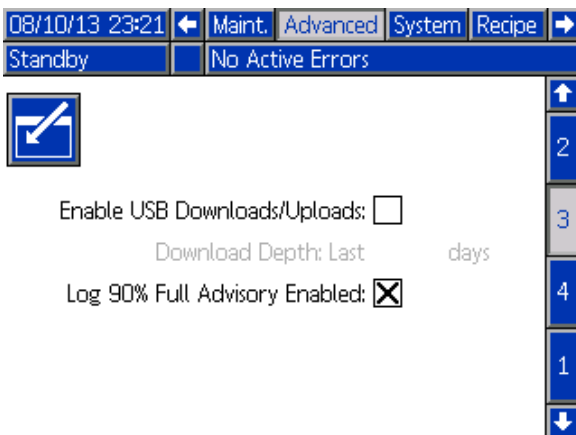 08/10/13 23:21 Maint. Advanced System Recipe
Standby No Active Errors
2
Enable USB Downloads/Uploads:
3
Download Depth: Last days
Log 90% Full Advisory Enabled:
4
1